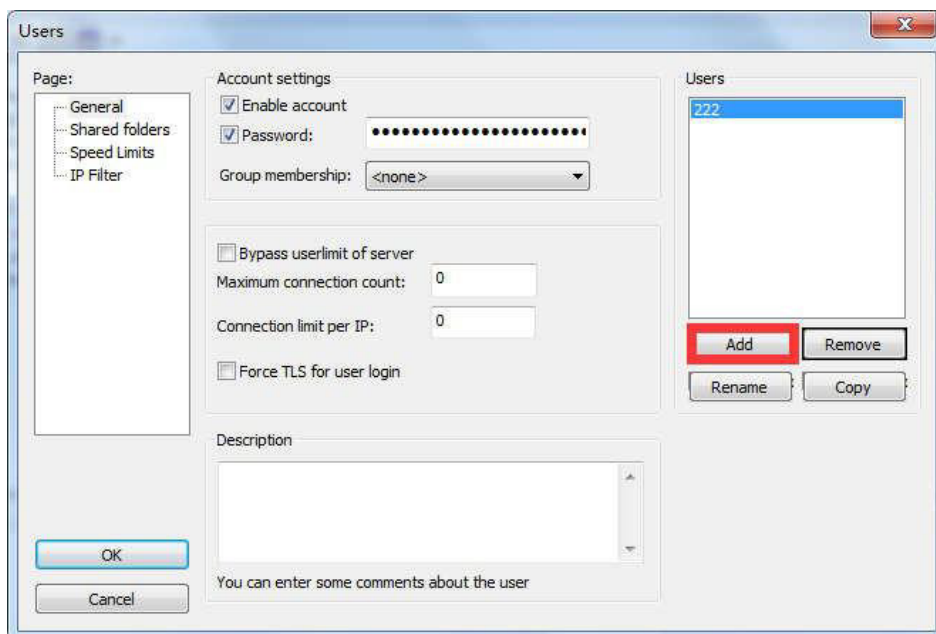 Users
Page:
General
Shared folders
Speed Limits
IP Filter
OK
Cancel
Account settings
Enable account
Password:
Group membership: <none>
Bypass userlimit of server
Maximum connection count: 0
Connection limit per IP: 0
Force TLS for user login
Description
You can enter some comments about the user
Users
222
Add Remove
Rename Copy